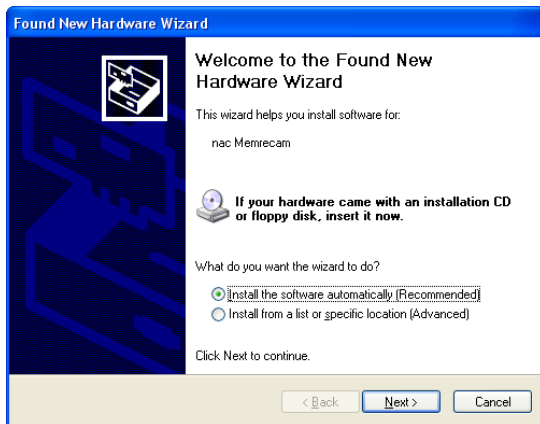 Found New Hardware Wizard
Welcome to the Found New
Hardware Wizard
This wizard helps you install software for:
nac Memrecam
If your hardware came with an installation CD
or floppy disk, insert it now.
What do you want the wizard to do?
Install the software automatically (Recommended)
Install from a list or specific location (Advanced)
Click Next to continue.
< Back
Next >
Cancel